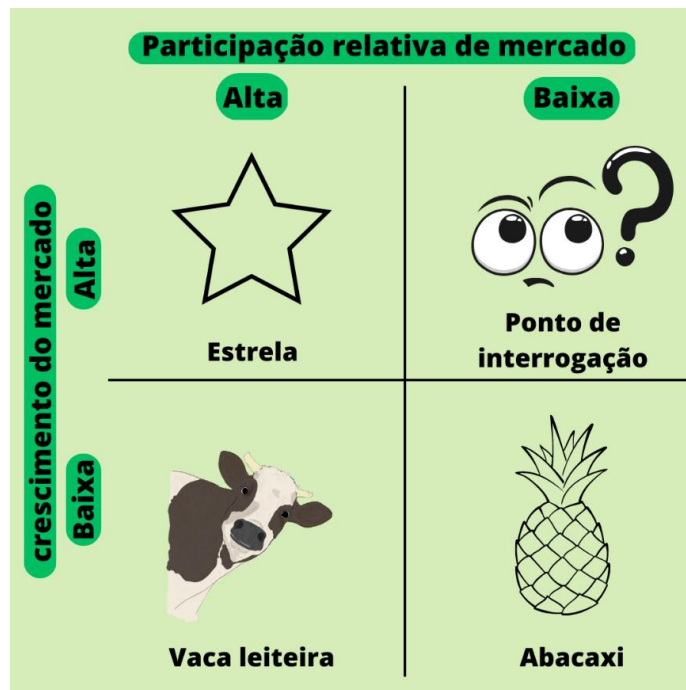 Participação relativa de mercado
Alta
Baixa
crescimento do mercado
Alta
Baixa
Estrela
Ponto de
interrogação
Vaca leiteira
Abacaxi